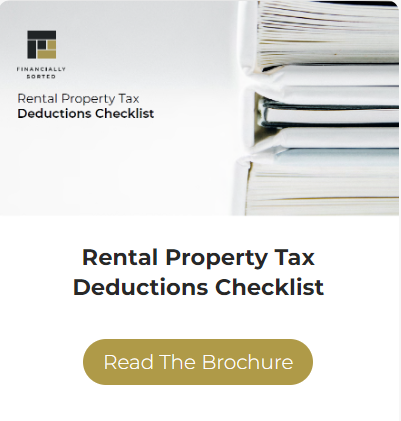 FINANCIALLY
SORTED
Rental Property Tax
Deductions Checklist
Rental Property Tax
Deductions Checklist
Read The Brochure